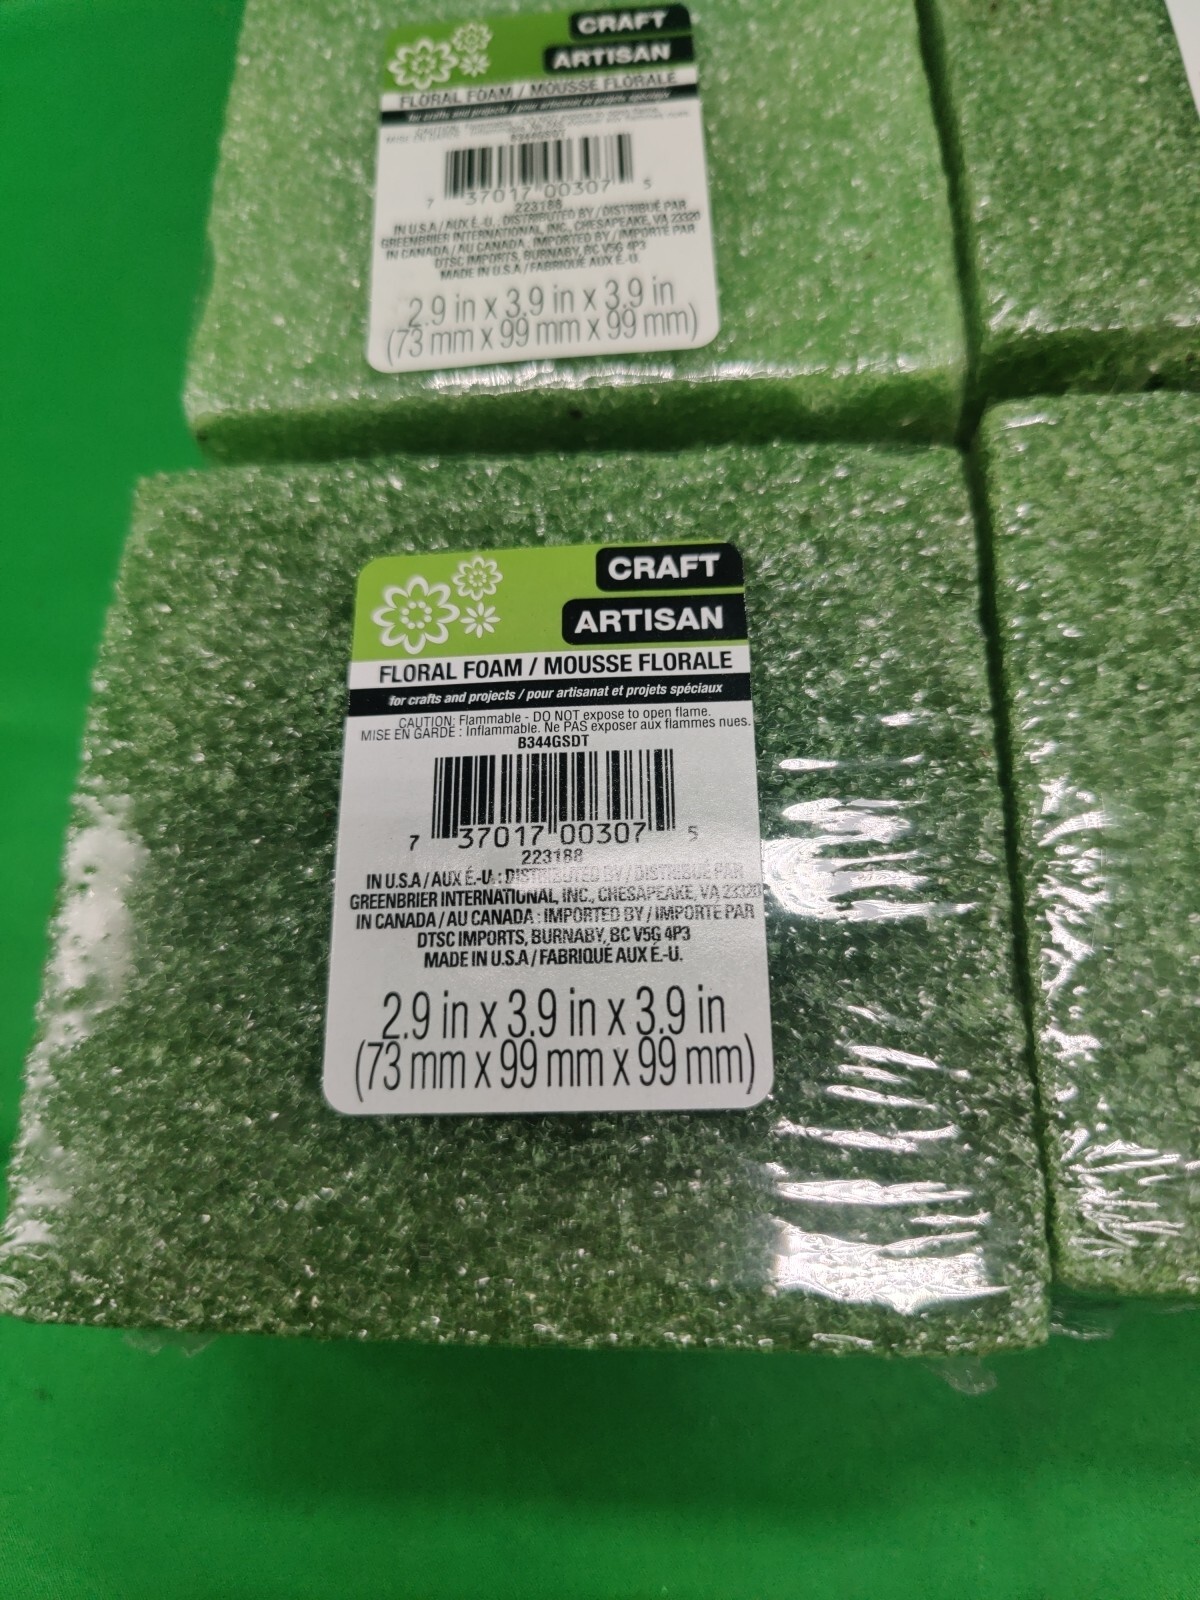 CRAFT
ARTISAN
FLORAL FOAM / MOUSSE FLORALE
for crafts and projects / pour artisanat et projets spéciaux
B344GSDT
7 37017 00307 5
223188
IN U.S.A / AUX É.-U. : DISTRIBUTED BY / DISTRIBUÉ PAR
GREENBRIER INTERNATIONAL, INC., CHESAPEAKE, VA 23320
IN CANADA / AU CANADA : IMPORTED BY / IMPORTÉ PAR
DTSC IMPORTS, BURNABY, BC V5G 4P3
MADE IN U.S.A / FABRIQUÉ AUX É.-U.
2.9 in x 3.9 in x 3.9 in
(73 mm x 99 mm x 99 mm)
CRAFT
ARTISAN
FLORAL FOAM / MOUSSE FLORALE
for crafts and projects / pour artisanat et projets spéciaux
CAUTION: Flammable - DO NOT expose to open flame.
MISE EN GARDE : Inflammable. Ne PAS exposer aux flammes nues.
B344GSDT
7 37017 00307 5
223188
IN U.S.A / AUX É.-U. : DISTRIBUTED BY / DISTRIBUÉ PAR
GREENBRIER INTERNATIONAL, INC., CHESAPEAKE, VA 23320
IN CANADA / AU CANADA : IMPORTED BY / IMPORTÉ PAR
DTSC IMPORTS, BURNABY, BC V5G 4P3
MADE IN U.S.A / FABRIQUÉ AUX É.-U.
2.9 in x 3.9 in x 3.9 in
(73 mm x 99 mm x 99 mm)